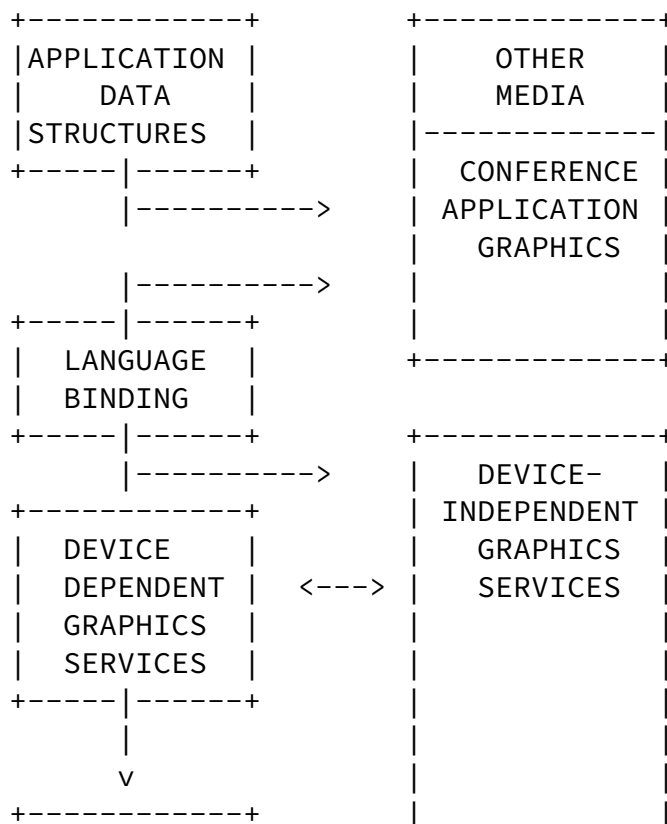 APPLICATION
DATA
STRUCTURES
OTHER
MEDIA
CONFERENCE
APPLICATION
GRAPHICS
LANGUAGE
BINDING
DEVICE
DEPENDENT
GRAPHICS
SERVICES
DEVICE-
INDEPENDENT
GRAPHICS
SERVICES